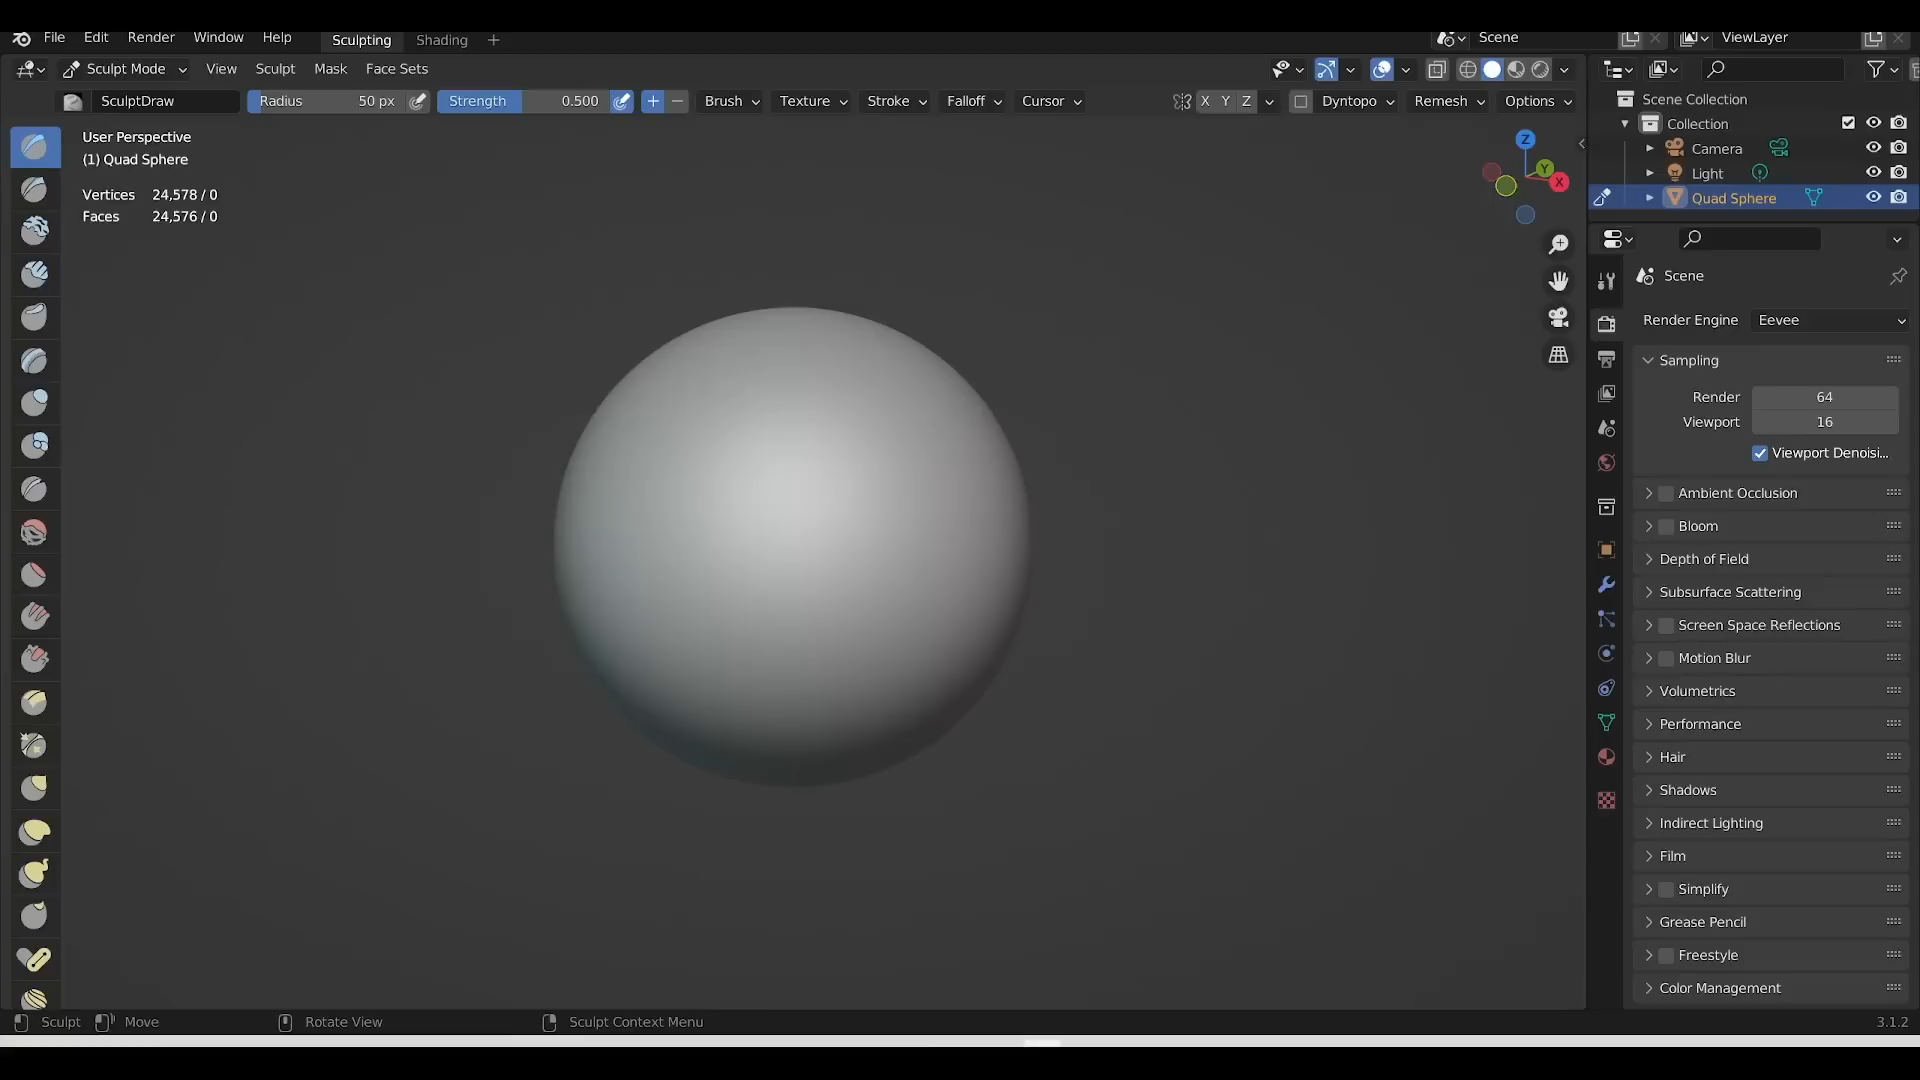 File Edit Render Window Help Sculpting Shading + Scene ViewLayer
Sculpt Mode View Sculpt Mask Face Sets
SculptDraw Radius 50 px Strength 0.500 + − Brush Texture Stroke Falloff Cursor X Y Z Dyntopo Remesh Options
User Perspective
(1) Quad Sphere
Vertices 24,578 / 0
Faces 24,576 / 0
Z
Y
X
Scene Collection
Collection
Camera
Light
Quad Sphere
Scene
Render Engine Eevee
Sampling
Render 64
Viewport 16
Viewport Denoisi...
Ambient Occlusion
Bloom
Depth of Field
Subsurface Scattering
Screen Space Reflections
Motion Blur
Volumetrics
Performance
Hair
Shadows
Indirect Lighting
Film
Simplify
Grease Pencil
Freestyle
Color Management
Sculpt Move Rotate View Sculpt Context Menu 3.1.2